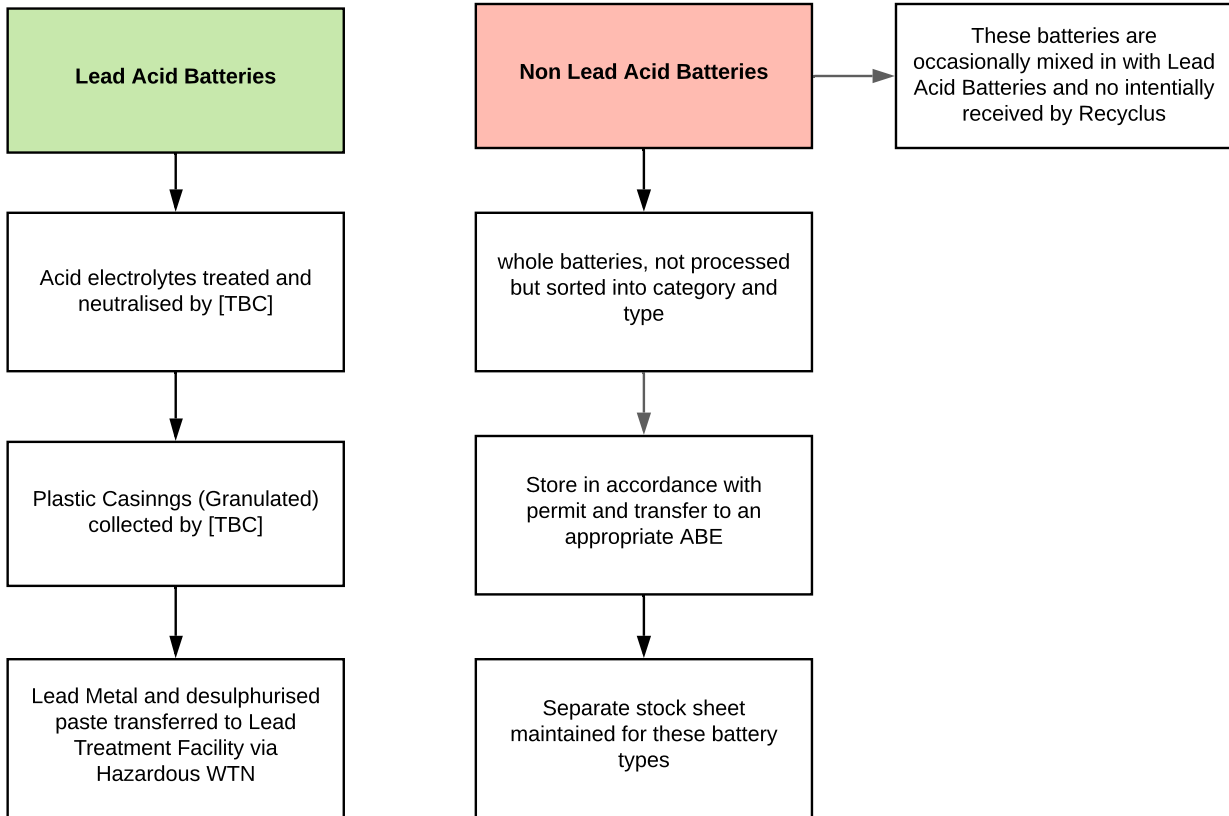 Lead Acid Batteries
Non Lead Acid Batteries
These batteries are
occasionally mixed in with Lead
Acid Batteries and no intentially
received by Recyclus
Acid electrolytes treated and
neutralised by [TBC]
whole batteries, not processed
but sorted into category and
type
Plastic Casinngs (Granulated)
collected by [TBC]
Store in accordance with
permit and transfer to an
appropriate ABE
Lead Metal and desulphurised
paste transferred to Lead
Treatment Facility via
Hazardous WTN
Separate stock sheet
maintained for these battery
types